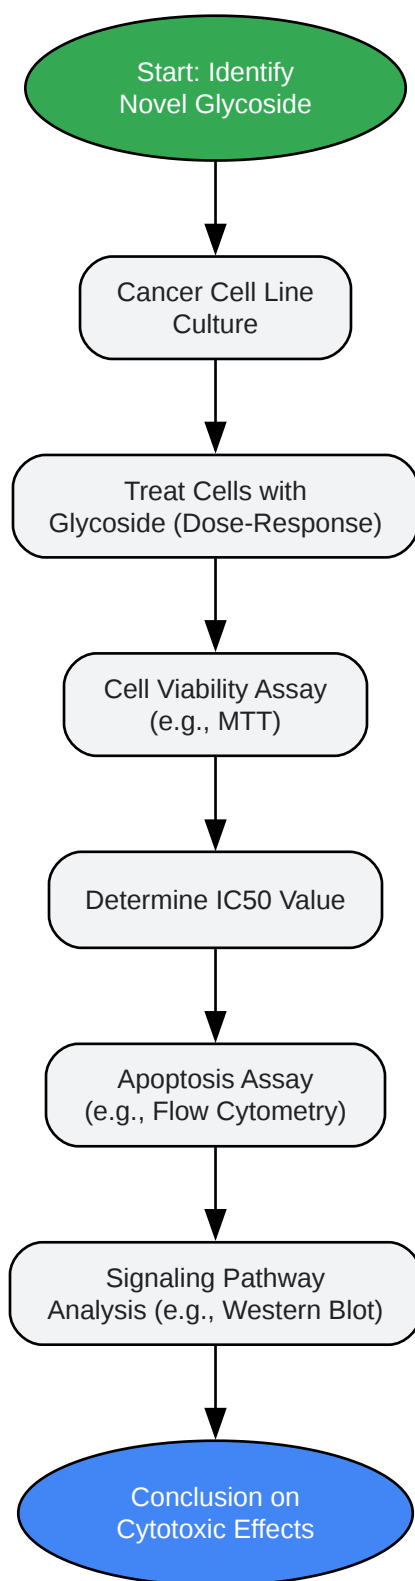 Start: Identify
Novel Glycoside
Cancer Cell Line
Culture
Treat Cells with
Glycoside (Dose-Response)
Cell Viability Assay
(e.g., MTT)
Determine IC50 Value
Apoptosis Assay
(e.g., Flow Cytometry)
Signaling Pathway
Analysis (e.g., Western Blot)
Conclusion on
Cytotoxic Effects